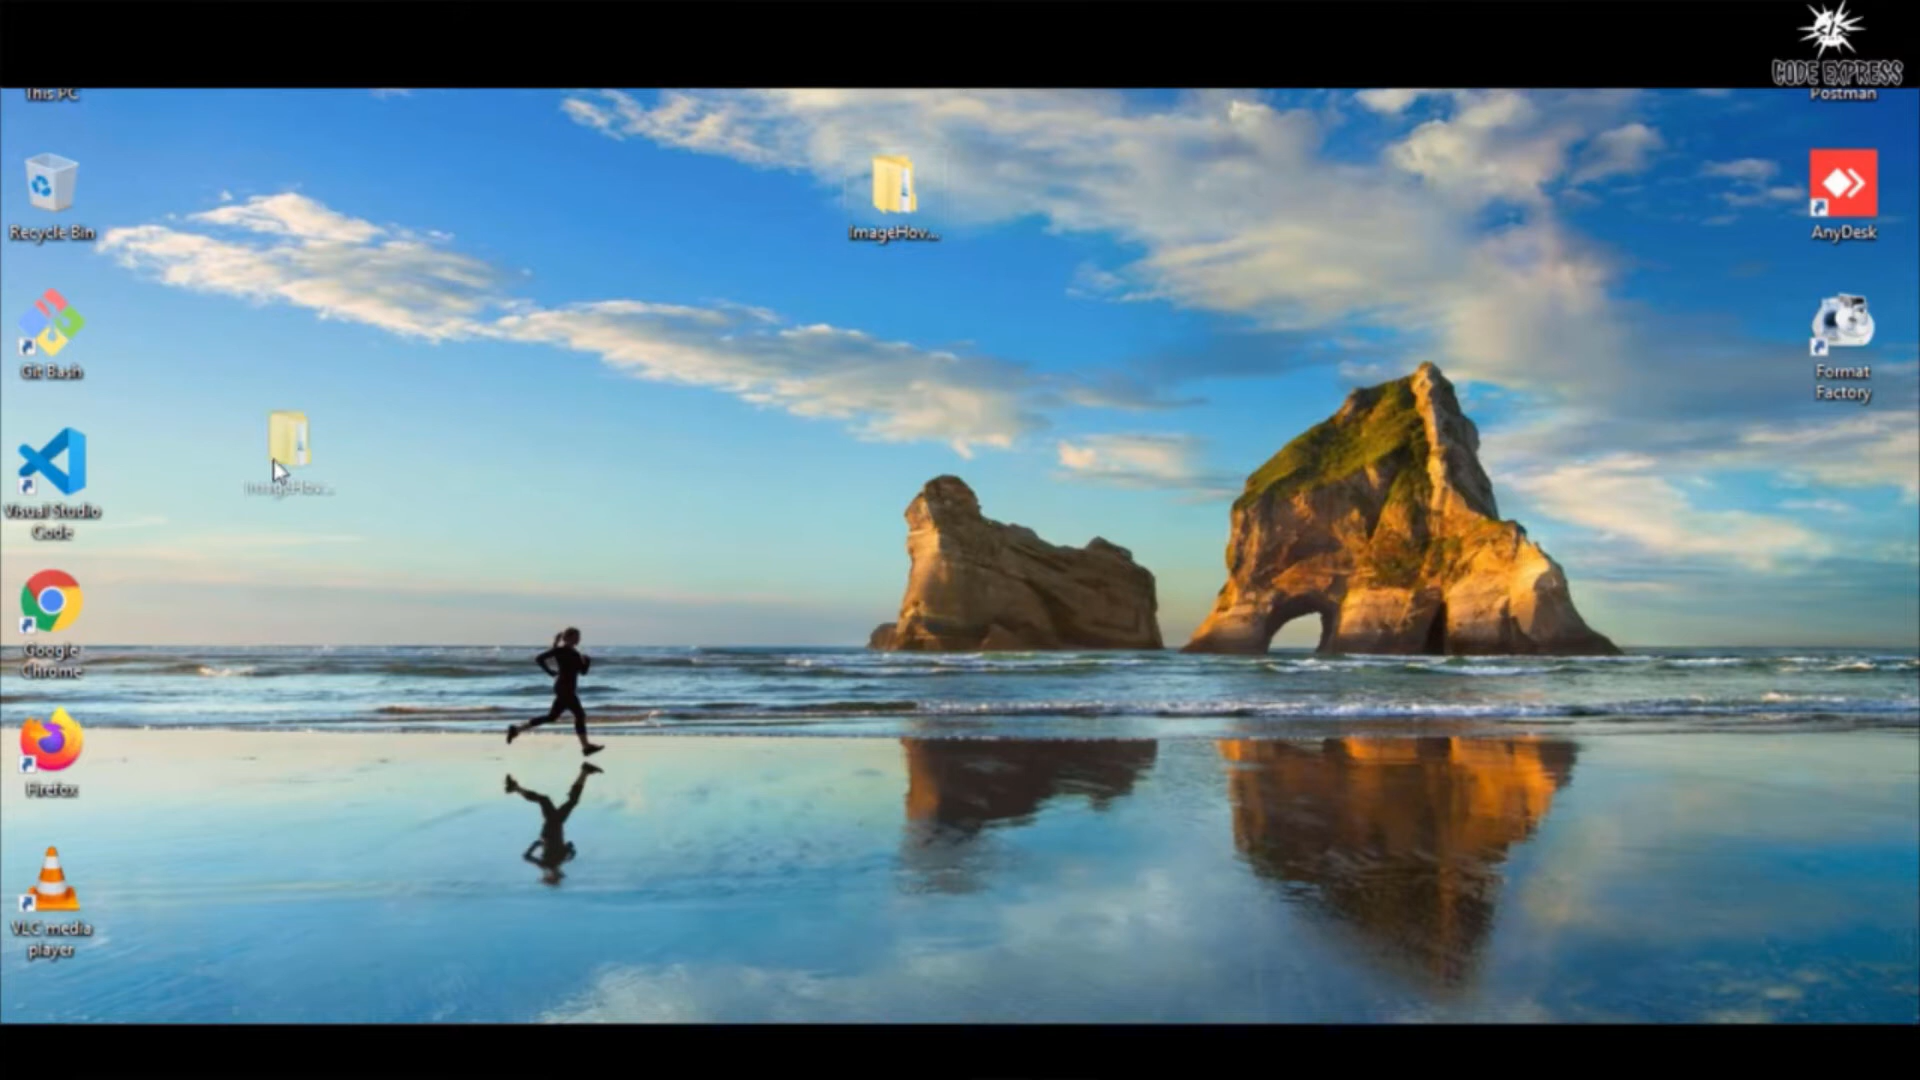 CODE EXPRESS
This PC
Postman
Recycle Bin
ImageHov...
AnyDesk
Git Bash
Format
Factory
ImageHov...
Visual Studio
Code
Google
Chrome
Firefox
VLC media
player